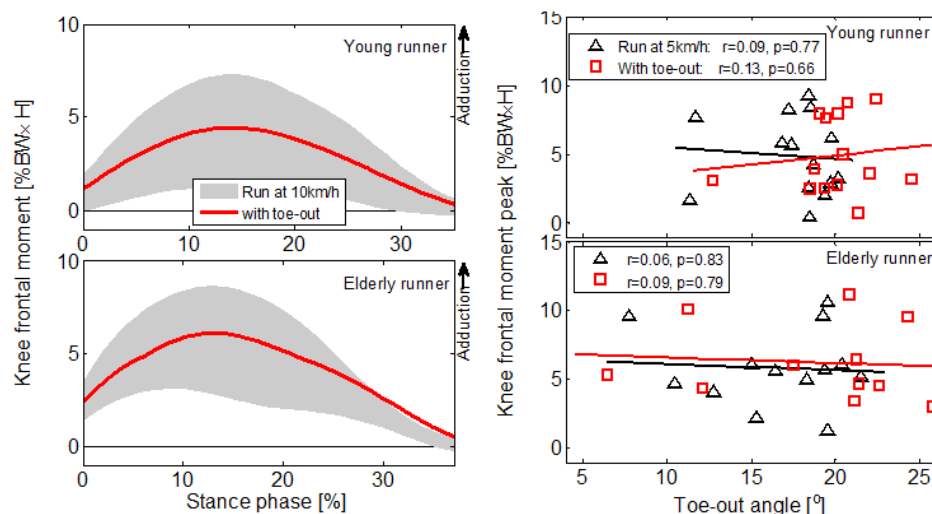 10
5
0
Young runner
Adduction
Run at 10km/h
with toe-out
0
10
20
30
Knee frontal moment [%BW× H]
10
5
0
Elderly runner
Adduction
0
10
20
30
Stance phase [%]
15
10
5
0
Young runner
Run at 5km/h: r=0.09, p=0.77
With toe-out: r=0.13, p=0.66
Knee frontal moment peak [%BW×H]
15
10
5
0
Elderly runner
r=0.06, p=0.83
r=0.09, p=0.79
5
10
15
20
25
Toe-out angle [⁰]